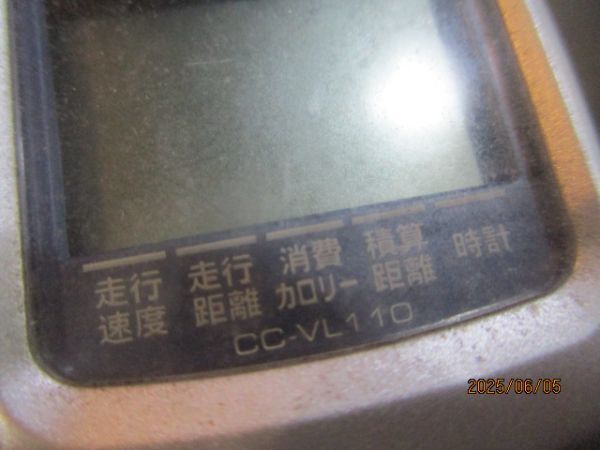 走行
速度
走行
距離
消費
カロリー
積算
距離
時計
CC-VL110
2025/06/05